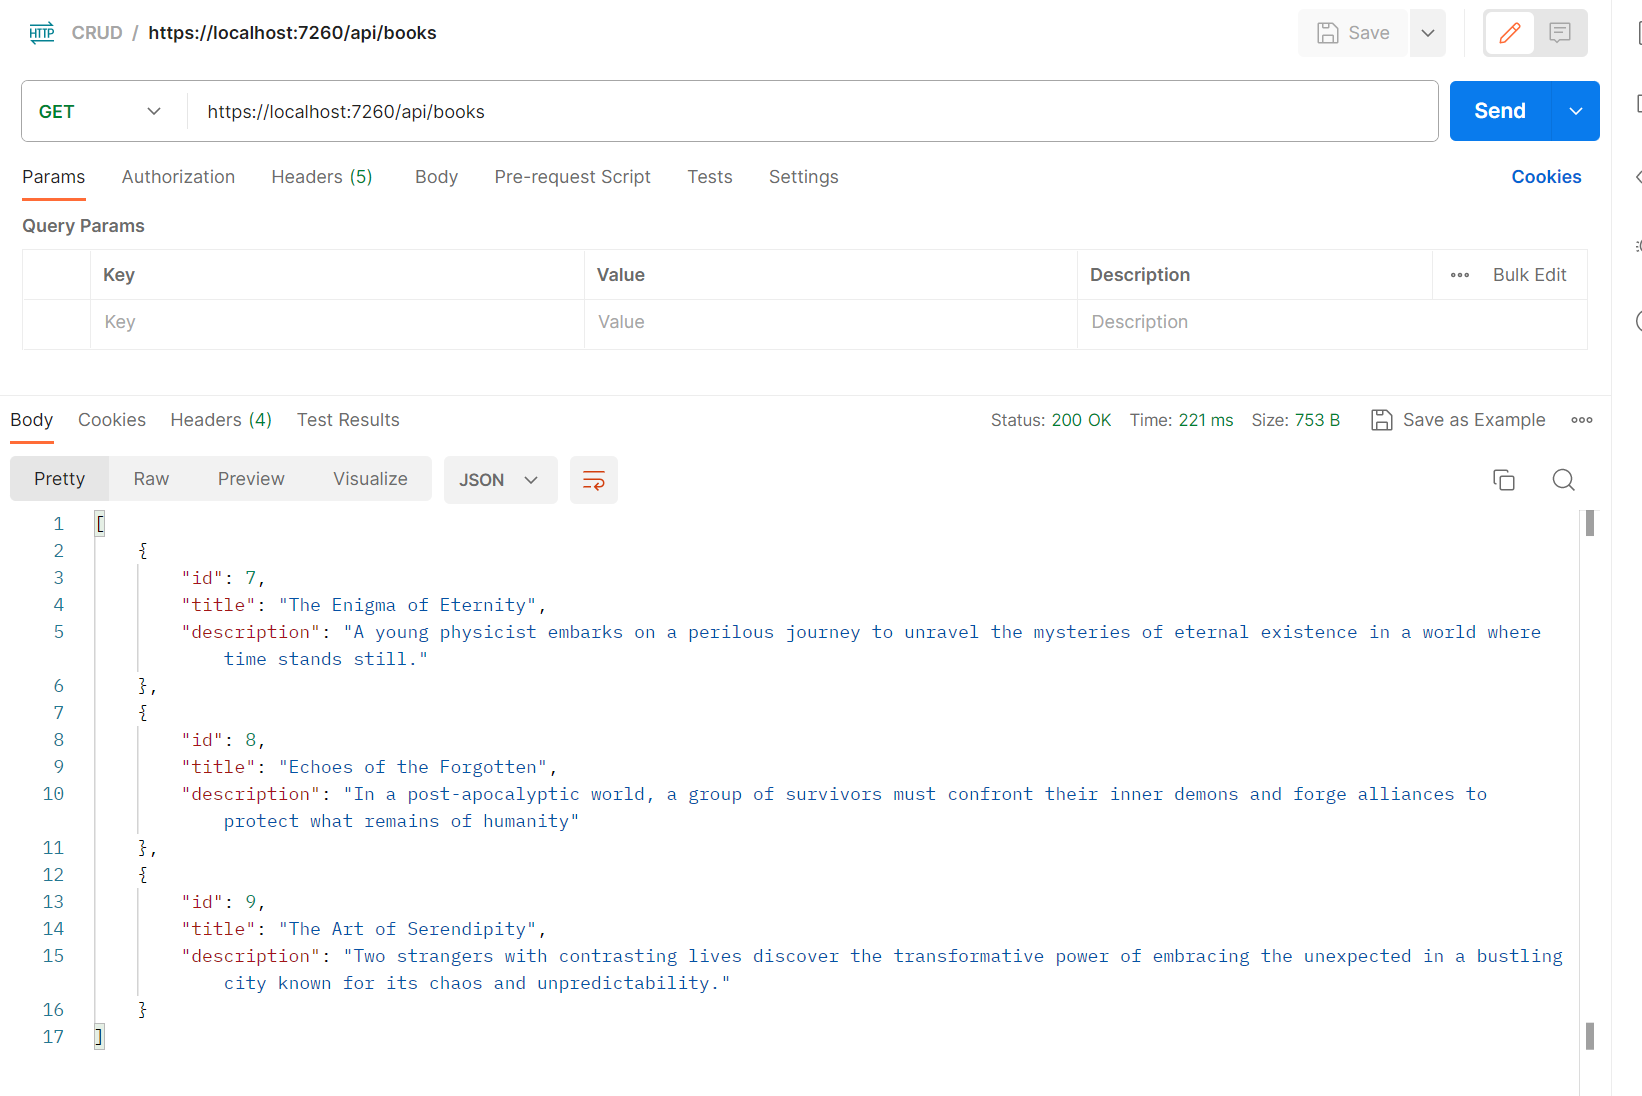 HTTP CRUD / https://localhost:7260/api/books Save
GET https://localhost:7260/api/books Send
Params Authorization Headers (5) Body Pre-request Script Tests Settings Cookies
Query Params
Key Value Description Bulk Edit
Key Value Description
Body Cookies Headers (4) Test Results Status: 200 OK Time: 221 ms Size: 753 B Save as Example
Pretty Raw Preview Visualize JSON
1 [
2 {
3 "id": 7,
4 "title": "The Enigma of Eternity",
5 "description": "A young physicist embarks on a perilous journey to unravel the mysteries of eternal existence in a world where
time stands still."
6 },
7 {
8 "id": 8,
9 "title": "Echoes of the Forgotten",
10 "description": "In a post-apocalyptic world, a group of survivors must confront their inner demons and forge alliances to
protect what remains of humanity"
11 },
12 {
13 "id": 9,
14 "title": "The Art of Serendipity",
15 "description": "Two strangers with contrasting lives discover the transformative power of embracing the unexpected in a bustling
city known for its chaos and unpredictability."
16 }
17 ]